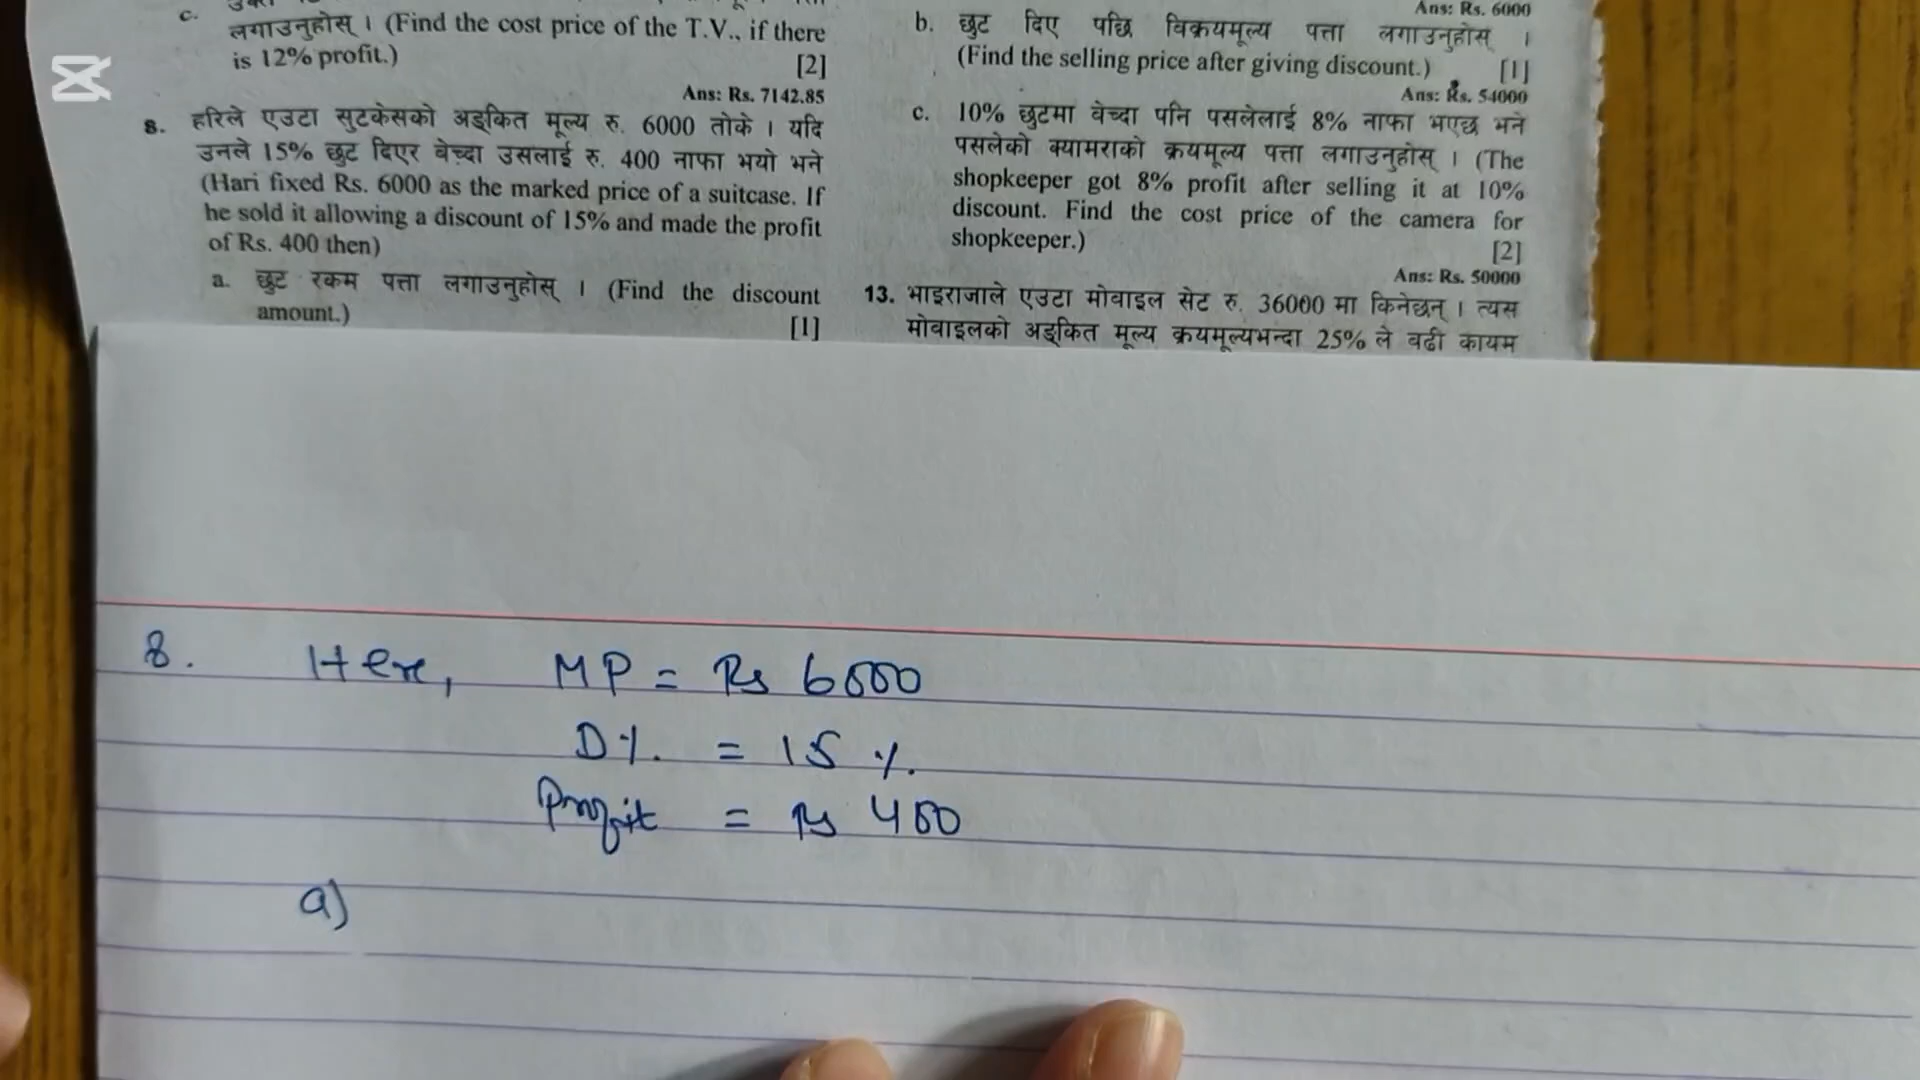 c.
लगाउनुहोस् । (Find the cost price of the T.V., if there
is 12% profit.) [2]
Ans: Rs. 7142.85
8. हरिले एउटा सुटकेसको अङ्कित मूल्य रु. 6000 तोके । यदि
उनले 15% छुट दिएर बेच्दा उसलाई रु. 400 नाफा भयो भने
(Hari fixed Rs. 6000 as the marked price of a suitcase. If
he sold it allowing a discount of 15% and made the profit
of Rs. 400 then)
a. छुट रकम पत्ता लगाउनुहोस् । (Find the discount
amount.) [1]
Ans: Rs. 6000
b. छुट दिए पछि विक्रयमूल्य पत्ता लगाउनुहोस् ।
(Find the selling price after giving discount.) [1]
Ans: Rs. 54000
c. 10% छुटमा बेच्दा पनि पसलेलाई 8% नाफा भएछ भने
पसलेको क्यामराको क्रयमूल्य पत्ता लगाउनुहोस् । (The
shopkeeper got 8% profit after selling it at 10%
discount. Find the cost price of the camera for
shopkeeper.) [2]
Ans: Rs. 50000
13. भाइराजाले एउटा मोबाइल सेट रु. 36000 मा किनेछन् । त्यस
मोबाइलको अङ्कित मूल्य क्रयमूल्यभन्दा 25% ले बढी कायम
8. Here, MP = Rs 6000
D%. = 15 %.
Profit = Rs 400
a)